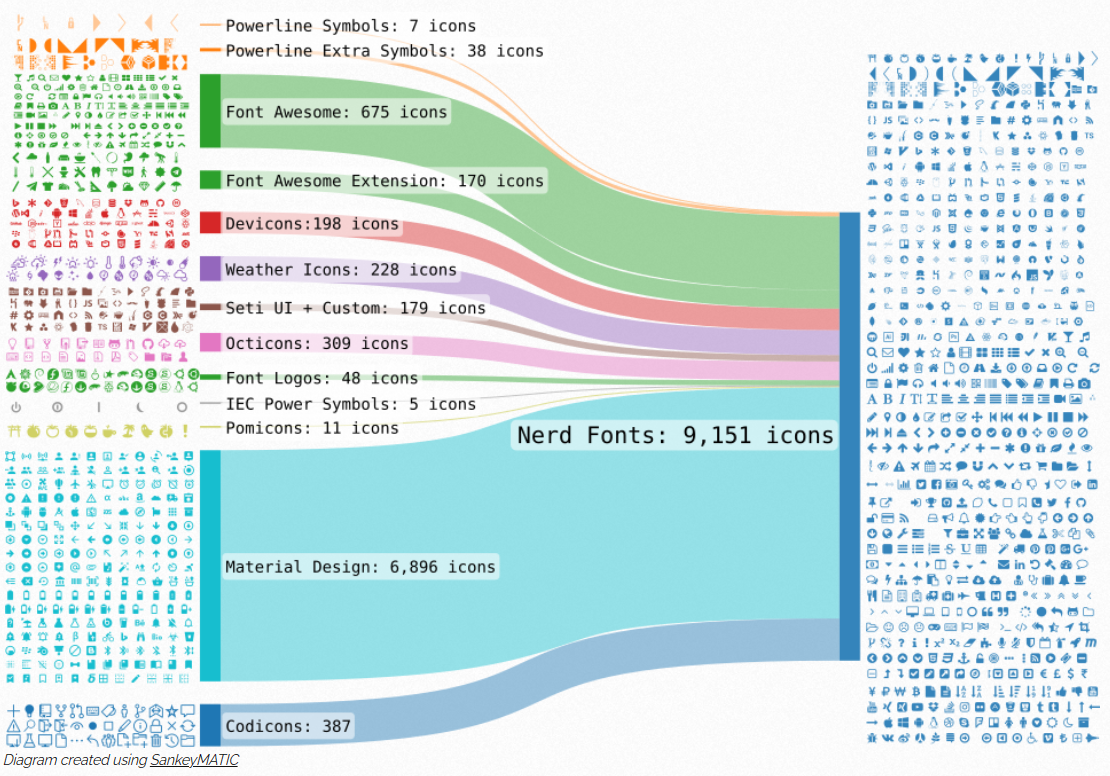 Powerline Symbols: 7 icons
Powerline Extra Symbols: 38 icons
Font Awesome: 675 icons
Font Awesome Extension: 170 icons
Devicons:198 icons
Weather Icons: 228 icons
Seti UI + Custom: 179 icons
Octicons: 309 icons
Font Logos: 48 icons
IEC Power Symbols: 5 icons
Pomicons: 11 icons
Nerd Fonts: 9,151 icons
Material Design: 6,896 icons
Codicons: 387
Diagram created using SankeyMATIC